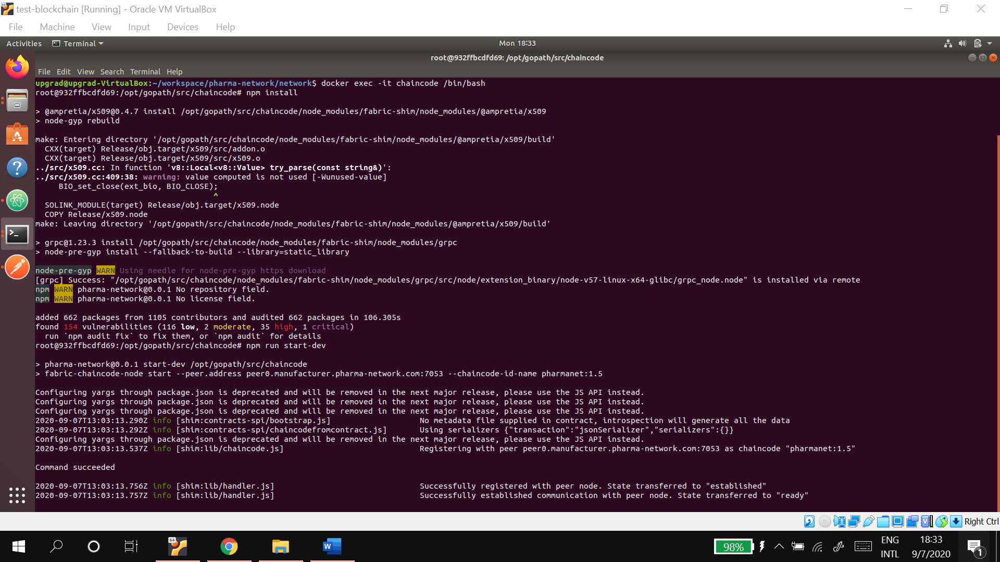 test-blockchain [Running] - Oracle VM VirtualBox
File Machine View Input Devices Help
Activities Terminal Mon 18:33
root@932ffbcdfd69: /opt/gopath/src/chaincode
File Edit View Search Terminal Help
upgrad@upgrad-VirtualBox:~/workspace/pharma-network/network$ docker exec -it chaincode /bin/bash
root@932ffbcdfd69:/opt/gopath/src/chaincode# npm install
> @ampretia/x509@0.4.7 install /opt/gopath/src/chaincode/node_modules/fabric-shim/node_modules/@ampretia/x509
> node-gyp rebuild
make: Entering directory '/opt/gopath/src/chaincode/node_modules/fabric-shim/node_modules/@ampretia/x509/build'
CXX(target) Release/obj.target/x509/src/addon.o
CXX(target) Release/obj.target/x509/src/x509.o
../src/x509.cc: In function 'v8::Local<v8::Value> try_parse(const string&)':
../src/x509.cc:409:38: warning: value computed is not used [-Wunused-value]
BIO_set_close(ext_bio, BIO_CLOSE);
^
SOLINK_MODULE(target) Release/obj.target/x509.node
COPY Release/x509.node
make: Leaving directory '/opt/gopath/src/chaincode/node_modules/fabric-shim/node_modules/@ampretia/x509/build'
> grpc@1.23.3 install /opt/gopath/src/chaincode/node_modules/fabric-shim/node_modules/grpc
> node-pre-gyp install --fallback-to-build --library=static_library
node-pre-gyp WARN Using needle for node-pre-gyp https download
[grpc] Success: "/opt/gopath/src/chaincode/node_modules/fabric-shim/node_modules/grpc/src/node/extension_binary/node-v57-linux-x64-glibc/grpc_node.node" is installed via remote
npm WARN pharma-network@0.0.1 No repository field.
npm WARN pharma-network@0.0.1 No license field.
added 662 packages from 1105 contributors and audited 662 packages in 106.305s
found 154 vulnerabilities (116 low, 2 moderate, 35 high, 1 critical)
run `npm audit fix` to fix them, or `npm audit` for details
root@932ffbcdfd69:/opt/gopath/src/chaincode# npm run start-dev
> pharma-network@0.0.1 start-dev /opt/gopath/src/chaincode
> fabric-chaincode-node start --peer.address peer0.manufacturer.pharma-network.com:7053 --chaincode-id-name pharmanet:1.5
Configuring yargs through package.json is deprecated and will be removed in the next major release, please use the JS API instead.
Configuring yargs through package.json is deprecated and will be removed in the next major release, please use the JS API instead.
Configuring yargs through package.json is deprecated and will be removed in the next major release, please use the JS API instead.
2020-09-07T13:03:13.290Z info [shim:contracts-spi/bootstrap.js] No metadata file supplied in contract, introspection will generate all the data
2020-09-07T13:03:13.292Z info [shim:contracts-spi/chaincodefromcontract.js] Using serializers {"transaction":"jsonSerializer","serializers":{}}
Configuring yargs through package.json is deprecated and will be removed in the next major release, please use the JS API instead.
2020-09-07T13:03:13.537Z info [shim:lib/chaincode.js] Registering with peer peer0.manufacturer.pharma-network.com:7053 as chaincode "pharmanet:1.5"
Command succeeded
2020-09-07T13:03:13.756Z info [shim:lib/handler.js] Successfully registered with peer node. State transferred to "established"
2020-09-07T13:03:13.757Z info [shim:lib/handler.js] Successfully established communication with peer node. State transferred to "ready"
Right Ctrl
98% ENG 18:33
INTL 9/7/2020 1